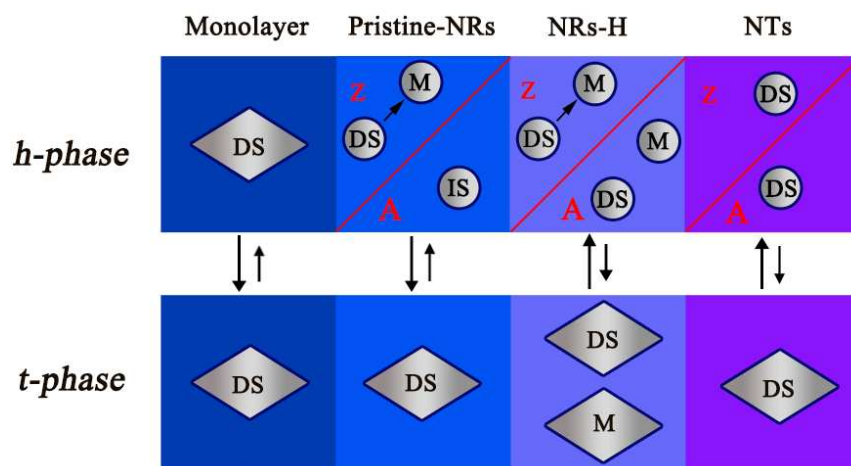 Monolayer Pristine-NRs NRs-H NTs
h-phase
DS
Z
M
DS
IS
A
Z
M
DS
M
DS
A
Z
DS
DS
A
t-phase
DS
DS
DS
M
DS